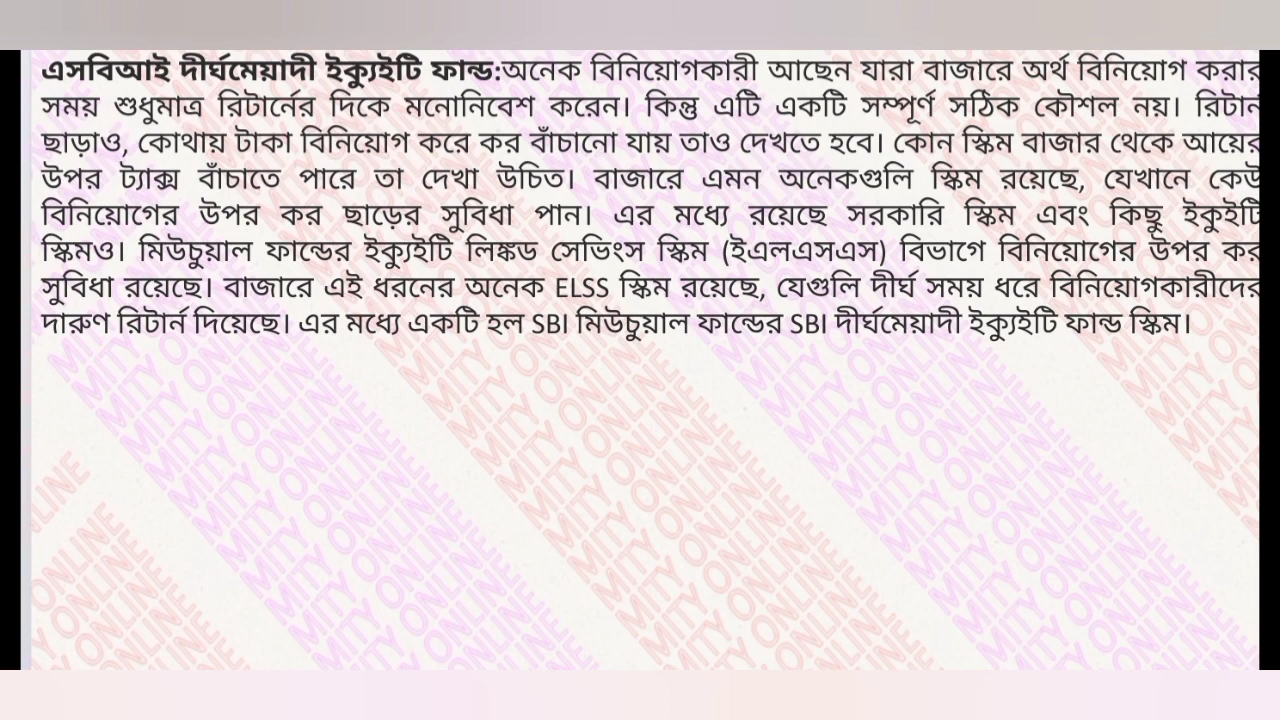 এসবিআই দীর্ঘমেয়াদী ইক্যুইটি ফান্ড:অনেক বিনিয়োগকারী আছেন যারা বাজারে অর্থ বিনিয়োগ করার
সময় শুধুমাত্র রিটার্নের দিকে মনোনিবেশ করেন। কিন্তু এটি একটি সম্পূর্ণ সঠিক কৌশল নয়। রিটার্ন
ছাড়াও, কোথায় টাকা বিনিয়োগ করে কর বাঁচানো যায় তাও দেখতে হবে। কোন স্কিম বাজার থেকে আয়ের
উপর ট্যাক্স বাঁচাতে পারে তা দেখা উচিত। বাজারে এমন অনেকগুলি স্কিম রয়েছে, যেখানে কেউ
বিনিয়োগের উপর কর ছাড়ের সুবিধা পান। এর মধ্যে রয়েছে সরকারি স্কিম এবং কিছু ইকুইটি
স্কিমও। মিউচুয়াল ফান্ডের ইক্যুইটি লিঙ্কড সেভিংস স্কিম (ইএলএসএস) বিভাগে বিনিয়োগের উপর কর
সুবিধা রয়েছে। বাজারে এই ধরনের অনেক ELSS স্কিম রয়েছে, যেগুলি দীর্ঘ সময় ধরে বিনিয়োগকারীদের
দারুণ রিটার্ন দিয়েছে। এর মধ্যে একটি হল SBI মিউচুয়াল ফান্ডের SBI দীর্ঘমেয়াদী ইক্যুইটি ফান্ড স্কিম।
MITY ONLINE